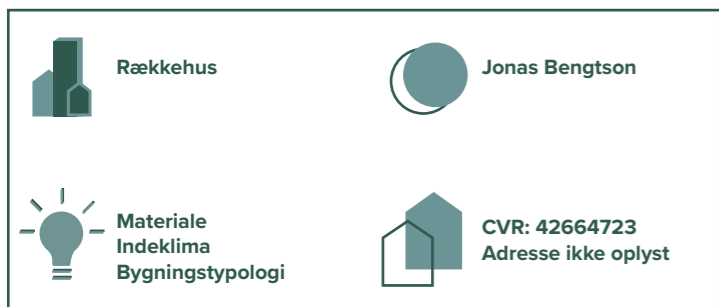 Rækkehus
Jonas Bengtson
Materiale
Indeklima
Bygningstypologi
CVR: 42664723
Adresse ikke oplyst